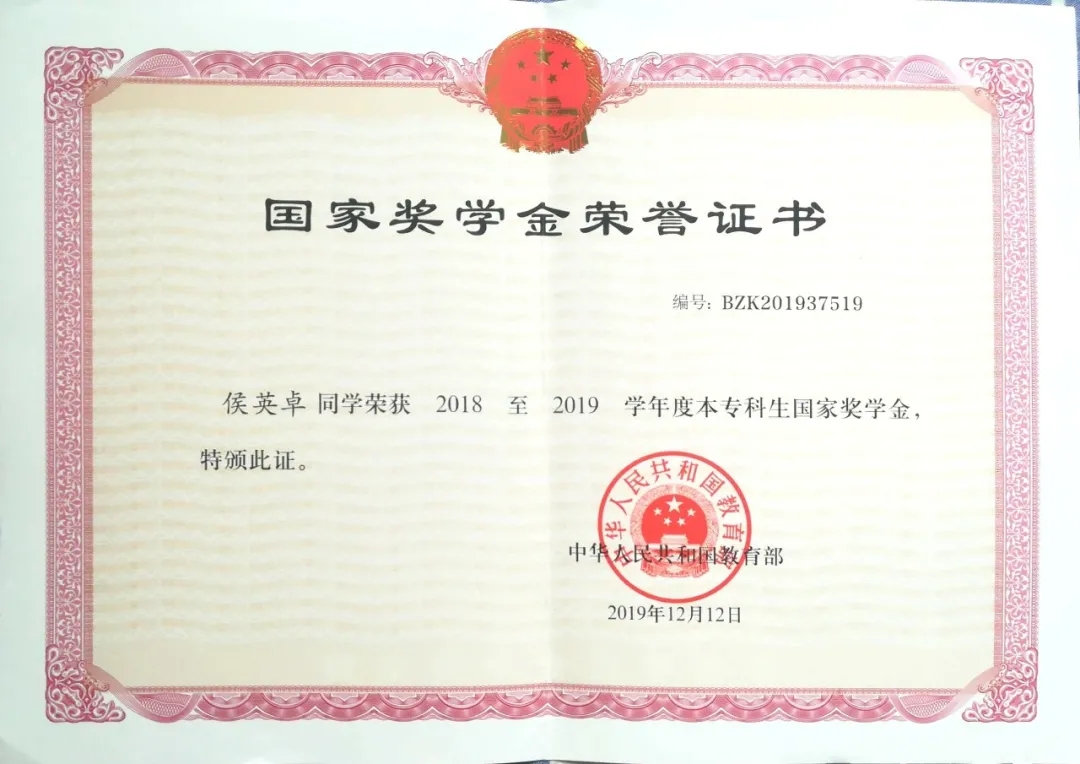 国家奖学金荣誉证书
编号: BZK201937519
侯英卓 同学荣获 2018 至 2019 学年度本专科生国家奖学金,
特颁此证。
中华人民共和国教育部
中华人民共和国教育部
2019年12月12日